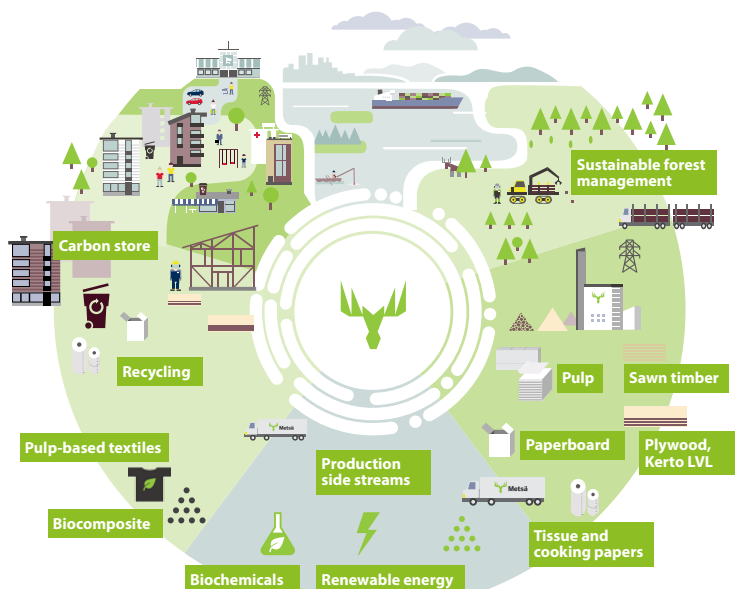 Sustainable forest
management
Carbon store
Recycling
Pulp
Sawn timber
Pulp-based textiles
Paperboard
Plywood,
Kerto LVL
Metsä
Production
side streams
Metsä
Biocomposite
Tissue and
cooking papers
Biochemicals
Renewable energy